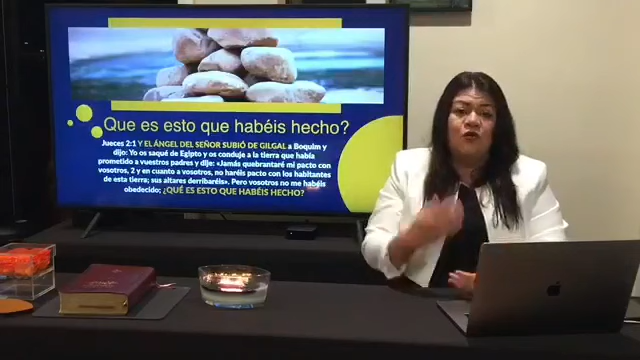 Que es esto que habéis hecho?
Jueces 2:1 Y EL ÁNGEL DEL SEÑOR SUBIÓ DE GILGAL a Boquim y
dijo: Yo os saqué de Egipto y os conduje a la tierra que había
prometido a vuestros padres y dije: «Jamás quebrantaré mi pacto con
vosotros, 2 y en cuanto a vosotros, no haréis pacto con los habitantes
de esta tierra; sus altares derribaréis». Pero vosotros no me habéis
obedecido; ¿QUÉ ES ESTO QUE HABÉIS HECHO?